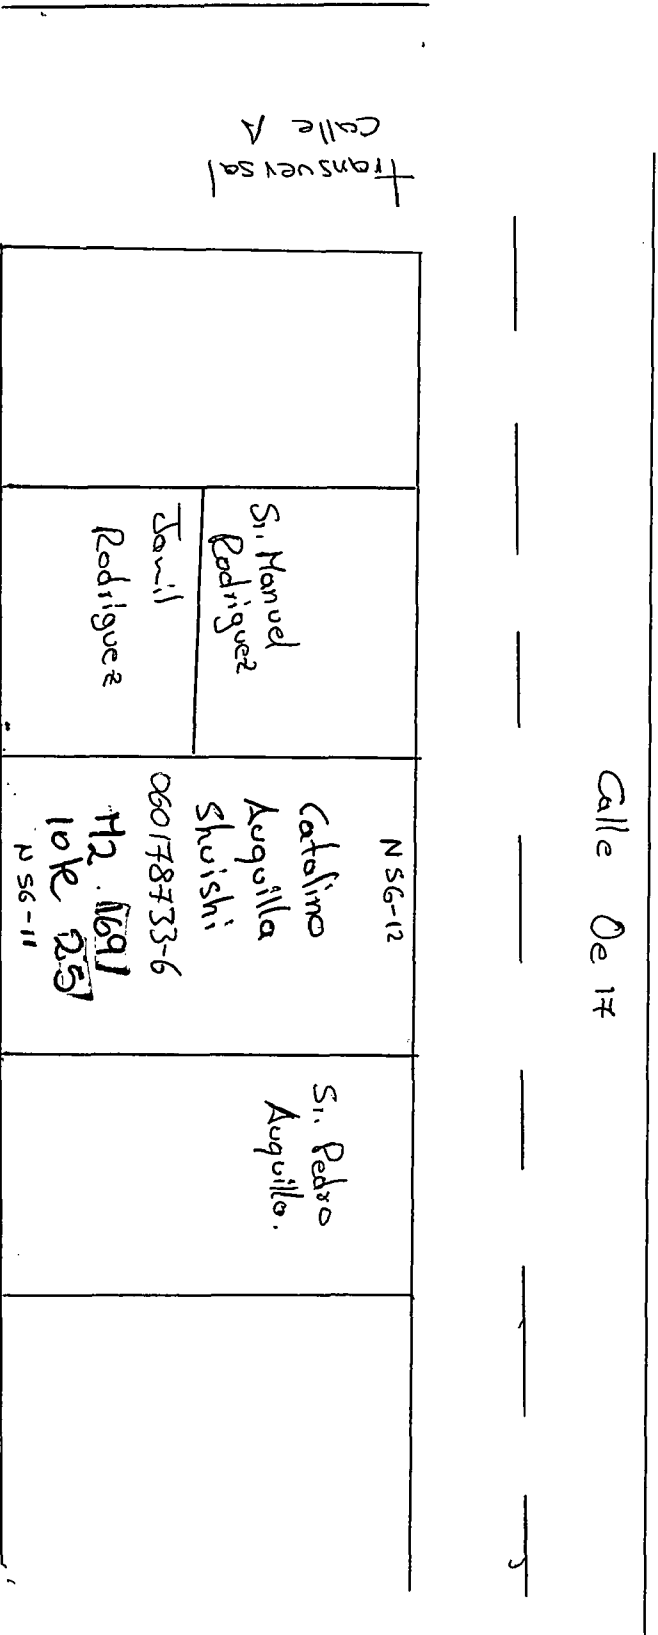 Transversal
Calle A
Calle Oe 17
Sr. Manuel
Rodriguez
Jamil
Rodriguez
N S6-12
Catalino
Auquilla
Shuishi
060178733-6
Mz. 1691
lote 25
N S6-11
Sr. Pedro
Auquilla.